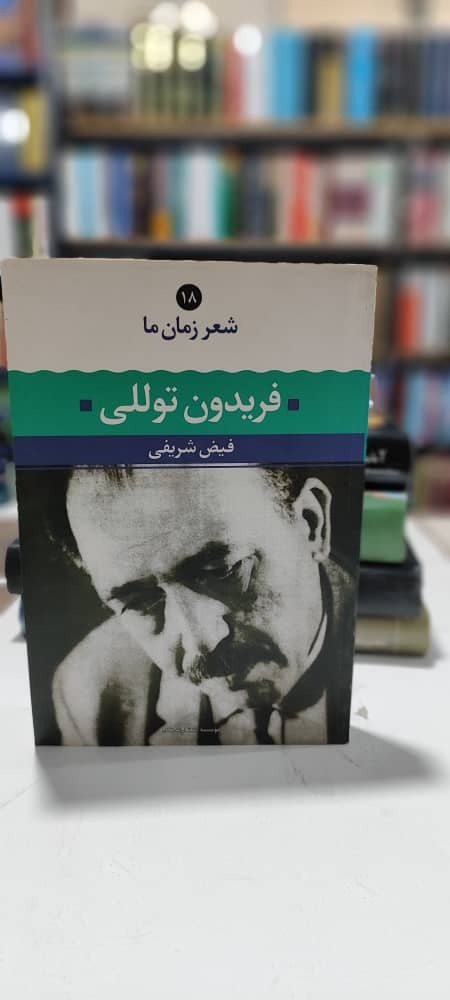 ۱۸
شعر زمان ما
فریدون توللی
فیض شریفی